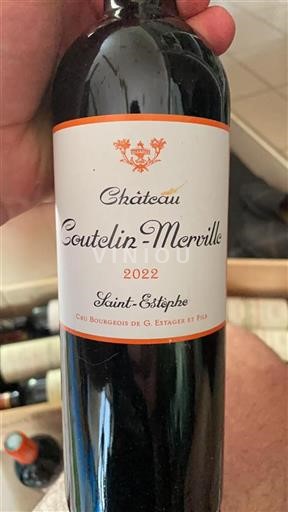 Château
Coutelin-Merville
VINIOU
2022
Saint-Estèphe
Cru Bourgeois de G. Estager et Fils